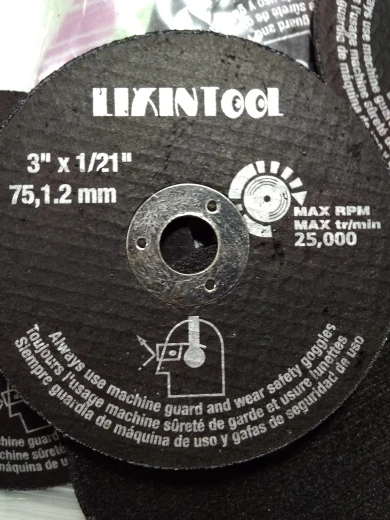 LIXINTOOL
3" x 1/21"
75,1.2 mm
MAX RPM
MAX tr/min
25,000
Always use machine guard and wear safety goggles
Toujours l'usage machine sûreté de garde et usure lunettes
Siempre guardia de máquina de uso y gafas de seguridad de uso